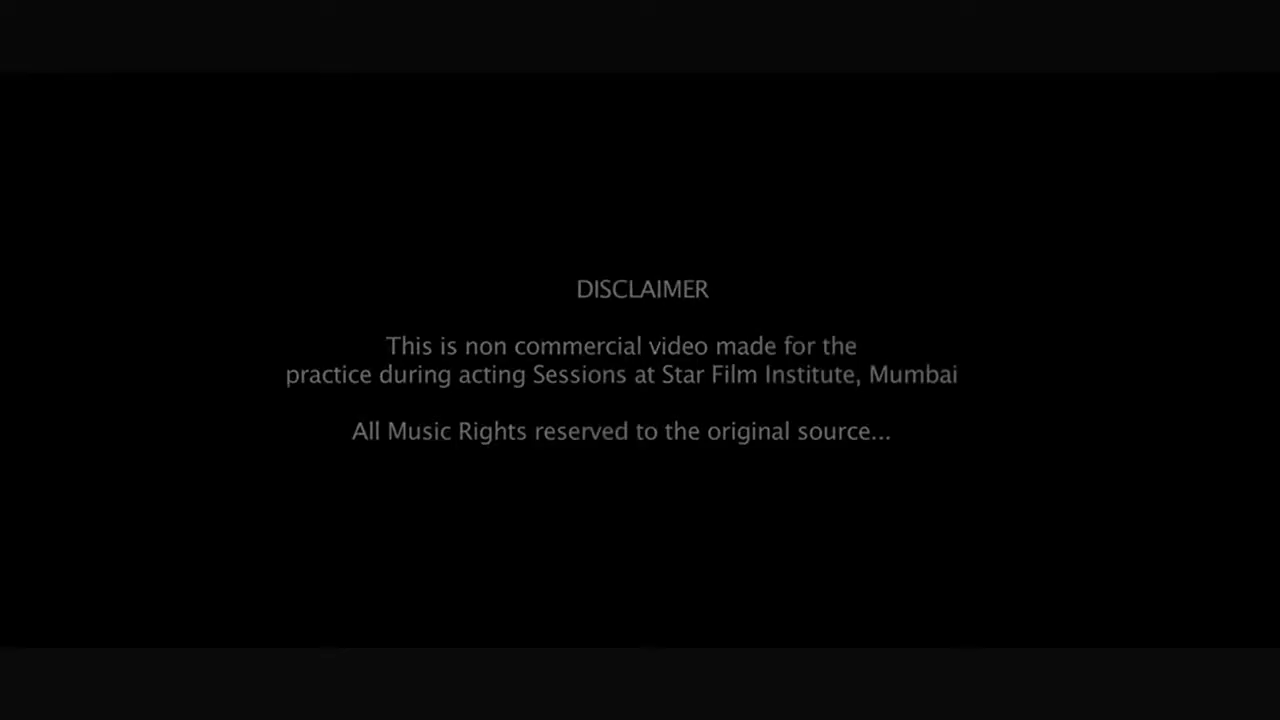 DISCLAIMER
This is non commercial video made for the
practice during acting Sessions at Star Film Institute, Mumbai
All Music Rights reserved to the original source...